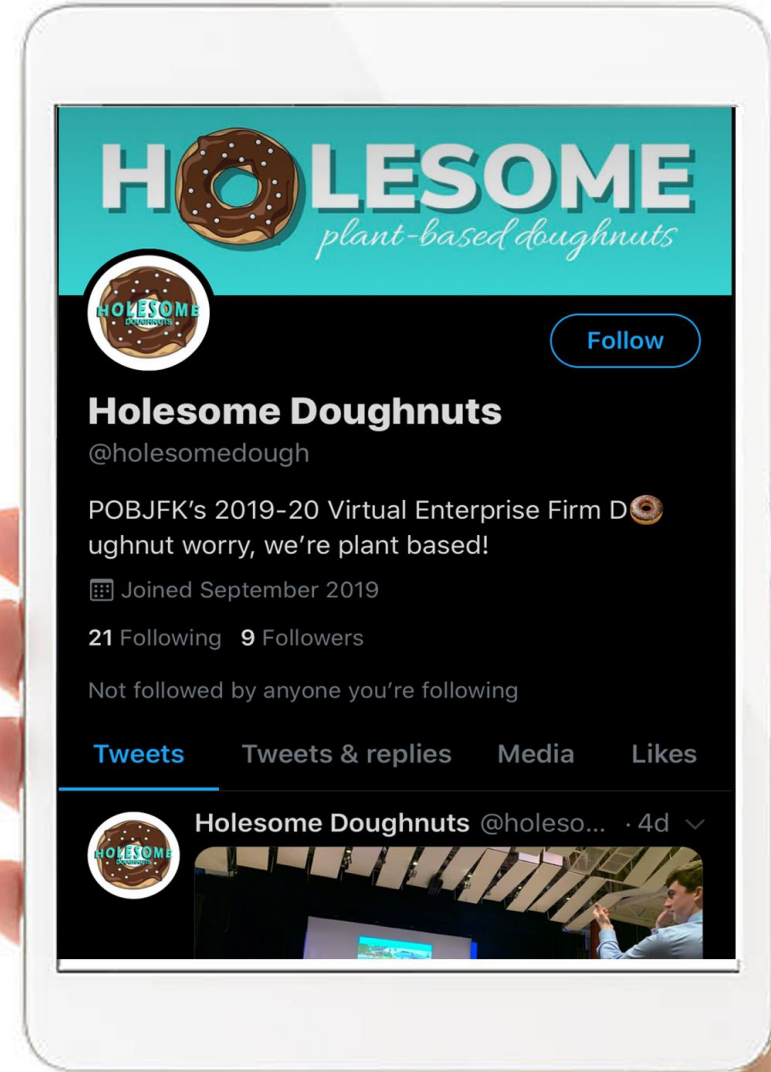 HOLESOME
plant-based doughnuts
HOLESOME
DOUGHNUTS
Follow
Holesome Doughnuts
@holesomedough
POBJFK's 2019-20 Virtual Enterprise Firm D🍩
ughnut worry, we're plant based!
Joined September 2019
21 Following 9 Followers
Not followed by anyone you're following
Tweets Tweets & replies Media Likes
Holesome Doughnuts @holeso... · 4d
HOLESOME
DOUGHNUTS